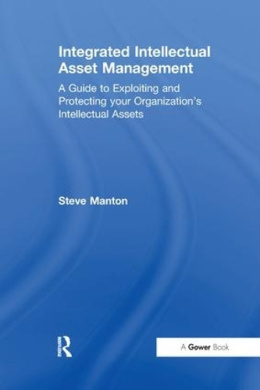 Integrated Intellectual
Asset Management
A Guide to Exploiting and
Protecting your Organization's
Intellectual Assets
Steve Manton
R
A Gower Book